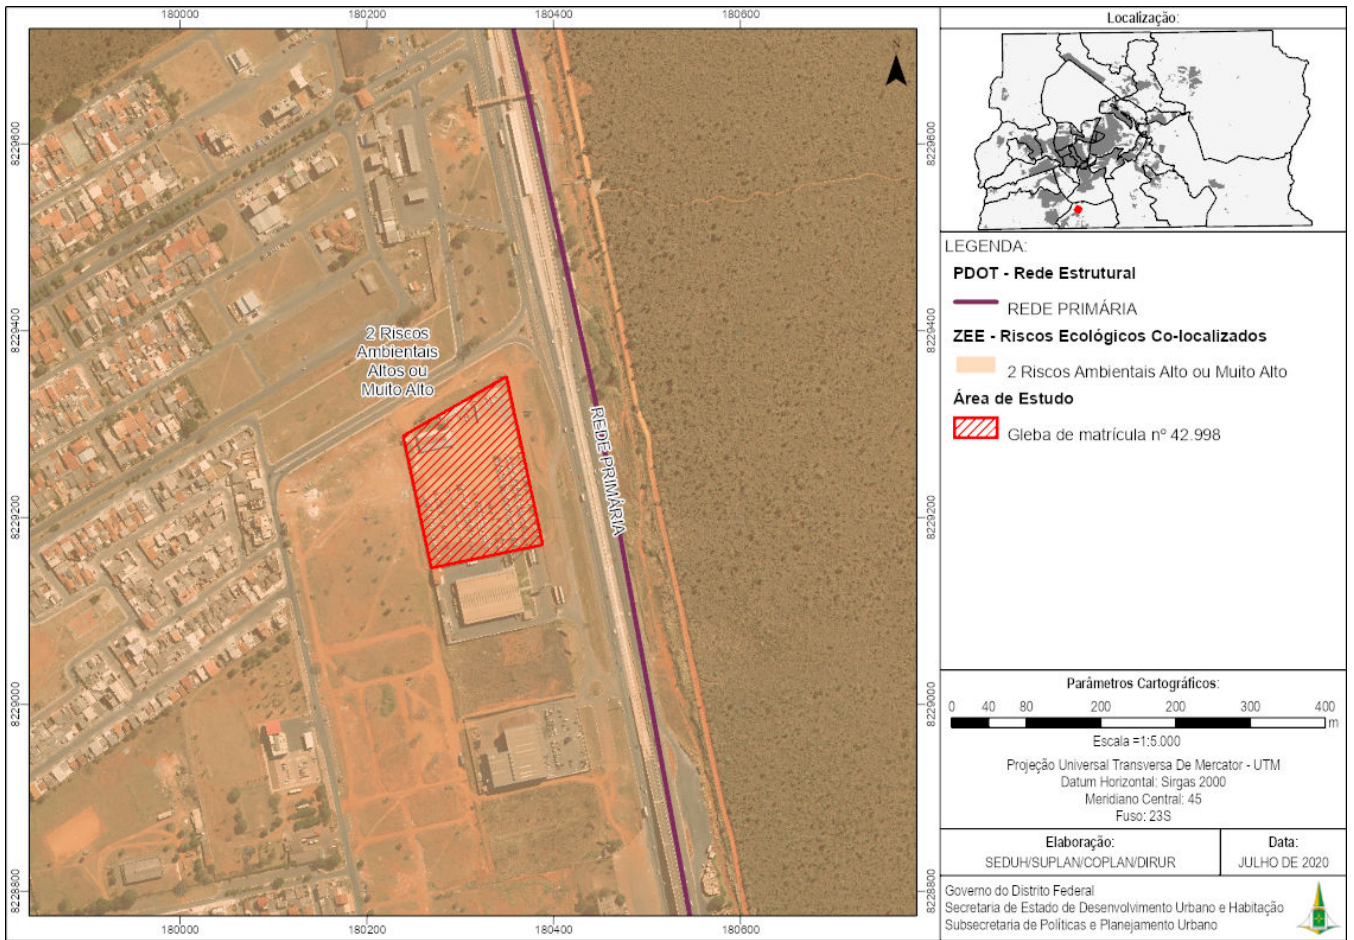 180000
180200
180400
180600
8229600
8229400
8229200
8229000
8228800
2 Riscos
Ambientais
Altos ou
Muito Alto
REDE PRIMÁRIA
8229600
8229400
8229200
8229000
8228800
180000
180200
180400
180600
Localização:
LEGENDA:
PDOT - Rede Estrutural
REDE PRIMÁRIA
ZEE - Riscos Ecológicos Co-localizados
2 Riscos Ambientais Alto ou Muito Alto
Área de Estudo
Gleba de matrícula nº 42.998
Parâmetros Cartográficos:
0 40 80 200 200 300 400
m
Escala =1:5.000
Projeção Universal Transversa De Mercator - UTM
Datum Horizontal: Sirgas 2000
Meridiano Central: 45
Fuso: 23S
Elaboração:
SEDUH/SUPLAN/COPLAN/DIRUR
Data:
JULHO DE 2020
Governo do Distrito Federal
Secretaria de Estado de Desenvolvimento Urbano e Habitação
Subsecretaria de Políticas e Planejamento Urbano